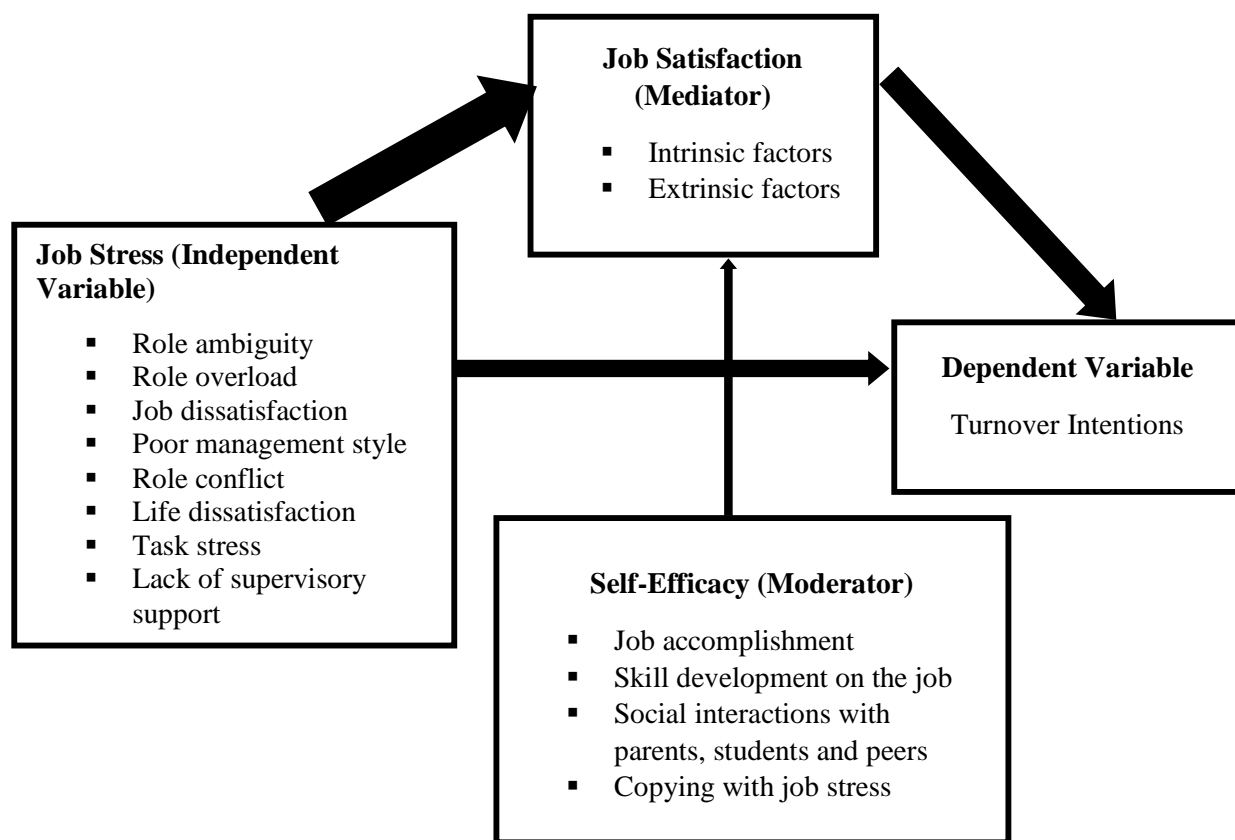 Job Satisfaction
(Mediator)
▪ Intrinsic factors
▪ Extrinsic factors
Job Stress (Independent
Variable)
▪ Role ambiguity
▪ Role overload
▪ Job dissatisfaction
▪ Poor management style
▪ Role conflict
▪ Life dissatisfaction
▪ Task stress
▪ Lack of supervisory
support
Dependent Variable
Turnover Intentions
Self-Efficacy (Moderator)
▪ Job accomplishment
▪ Skill development on the job
▪ Social interactions with
parents, students and peers
▪ Copying with job stress